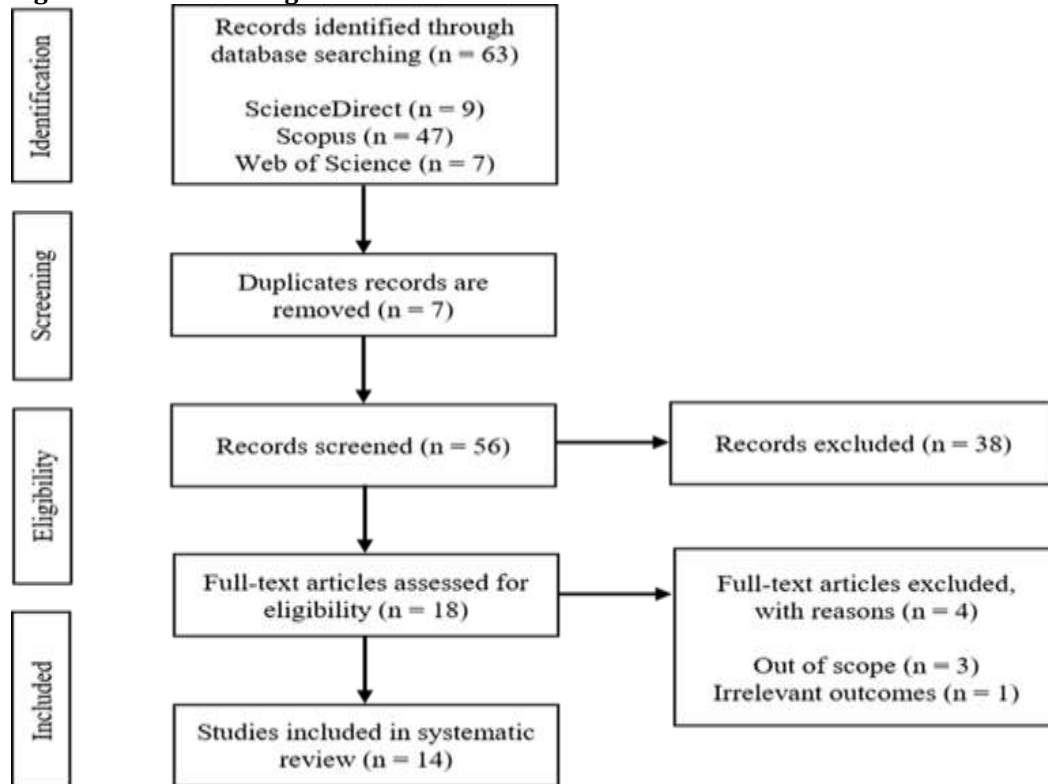 Identification
Records identified through
database searching (n = 63)
ScienceDirect (n = 9)
Scopus (n = 47)
Web of Science (n = 7)
Screening
Duplicates records are
removed (n = 7)
Eligibility
Records screened (n = 56)
Records excluded (n = 38)
Full-text articles assessed for
eligibility (n = 18)
Full-text articles excluded,
with reasons (n = 4)
Out of scope (n = 3)
Irrelevant outcomes (n = 1)
Included
Studies included in systematic
review (n = 14)